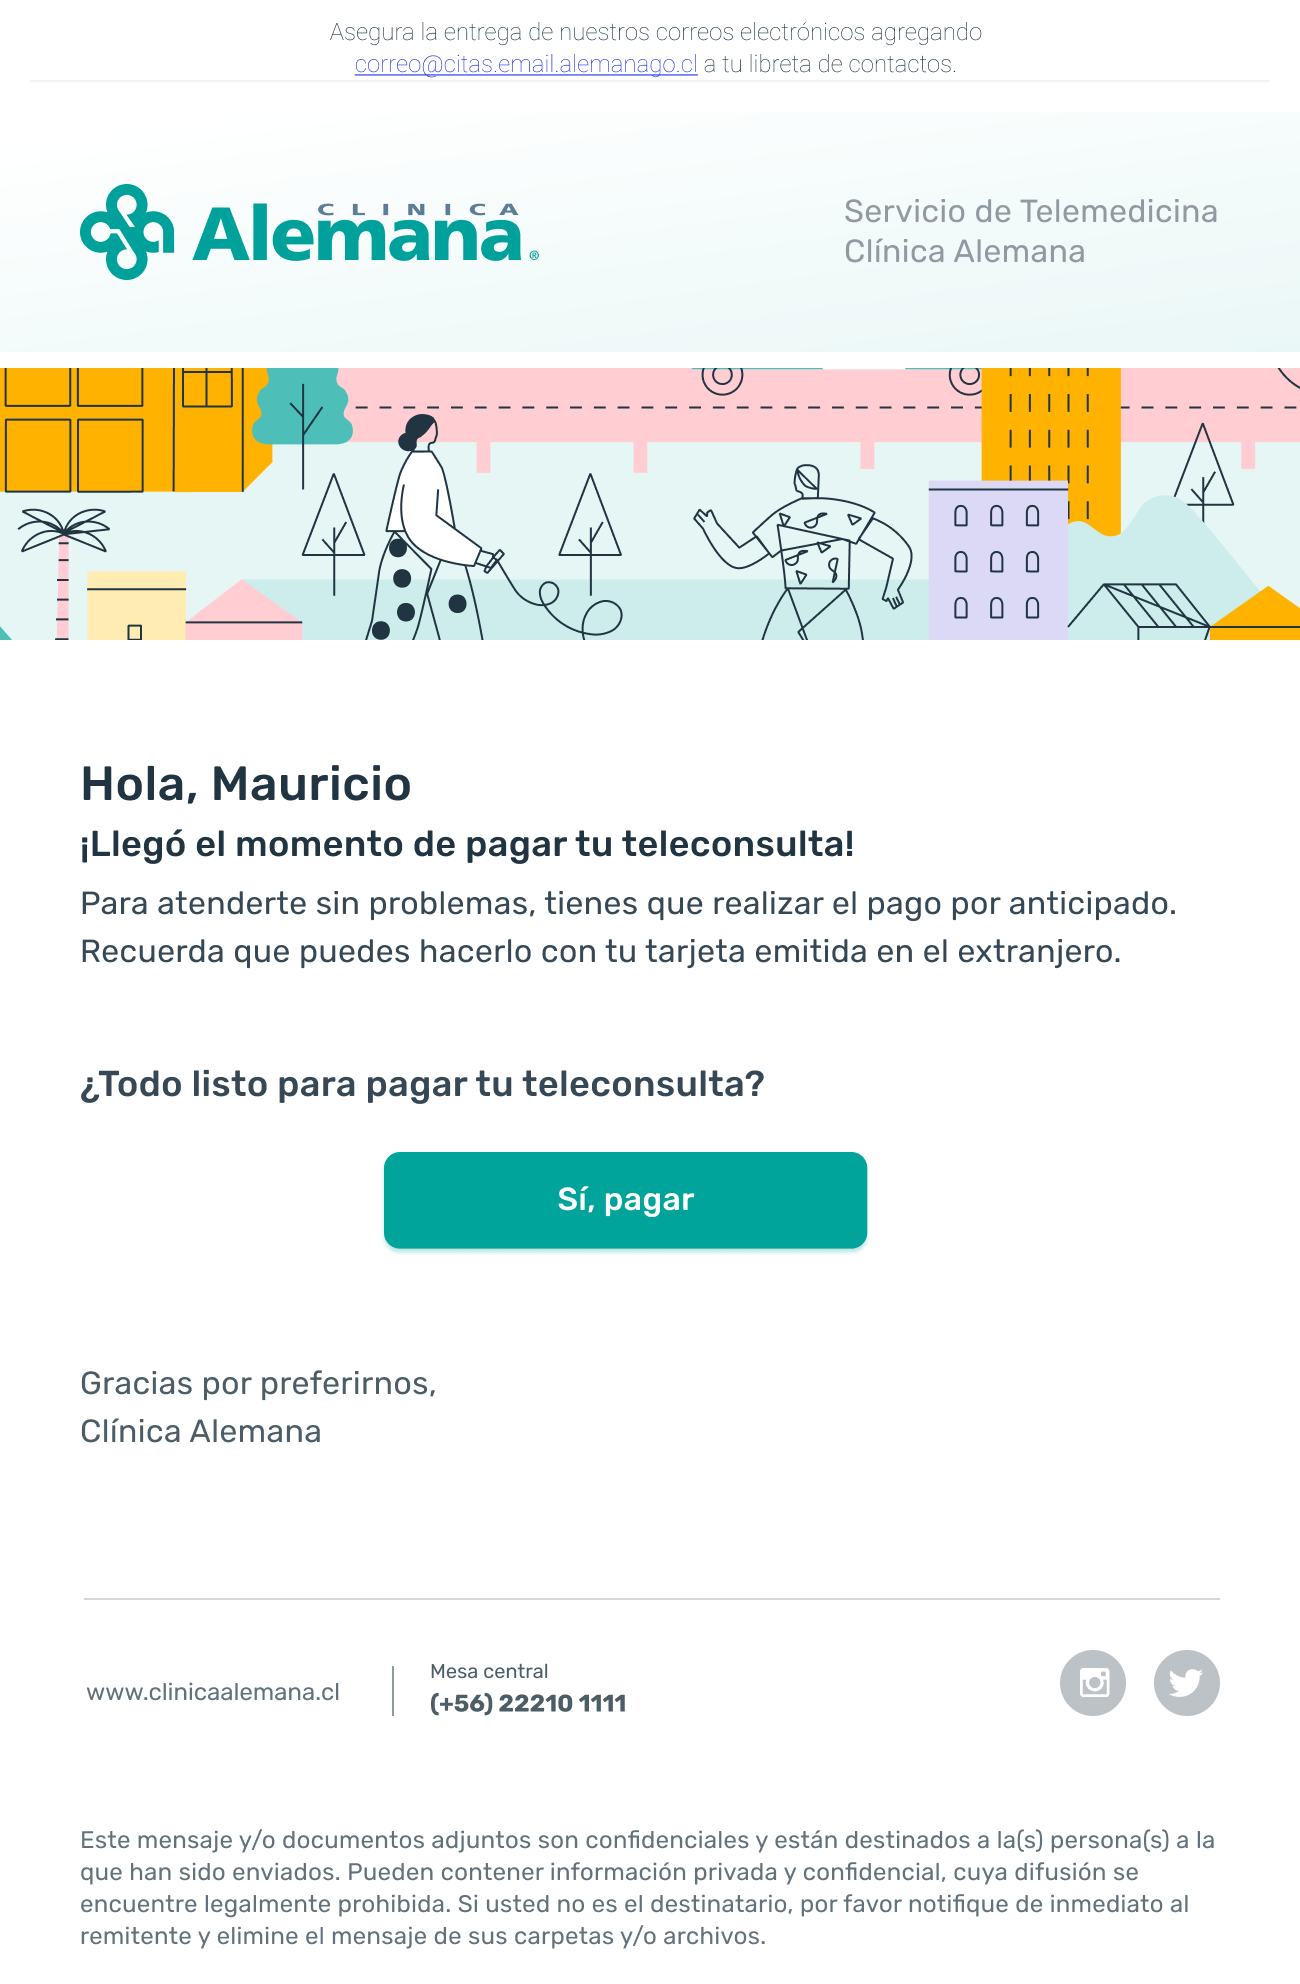 Asegura la entrega de nuestros correos electrónicos agregando
correo@citas.email.alemanago.cl a tu libreta de contactos.
CLINICA
Alemana®
Servicio de Telemedicina
Clínica Alemana
Hola, Mauricio
¡Llegó el momento de pagar tu teleconsulta!
Para atenderte sin problemas, tienes que realizar el pago por anticipado.
Recuerda que puedes hacerlo con tu tarjeta emitida en el extranjero.
¿Todo listo para pagar tu teleconsulta?
Sí, pagar
Gracias por preferirnos,
Clínica Alemana
www.clinicaalemana.cl
Mesa central
(+56) 22210 1111
Este mensaje y/o documentos adjuntos son confidenciales y están destinados a la(s) persona(s) a la
que han sido enviados. Pueden contener información privada y confidencial, cuya difusión se
encuentre legalmente prohibida. Si usted no es el destinatario, por favor notifique de inmediato al
remitente y elimine el mensaje de sus carpetas y/o archivos.